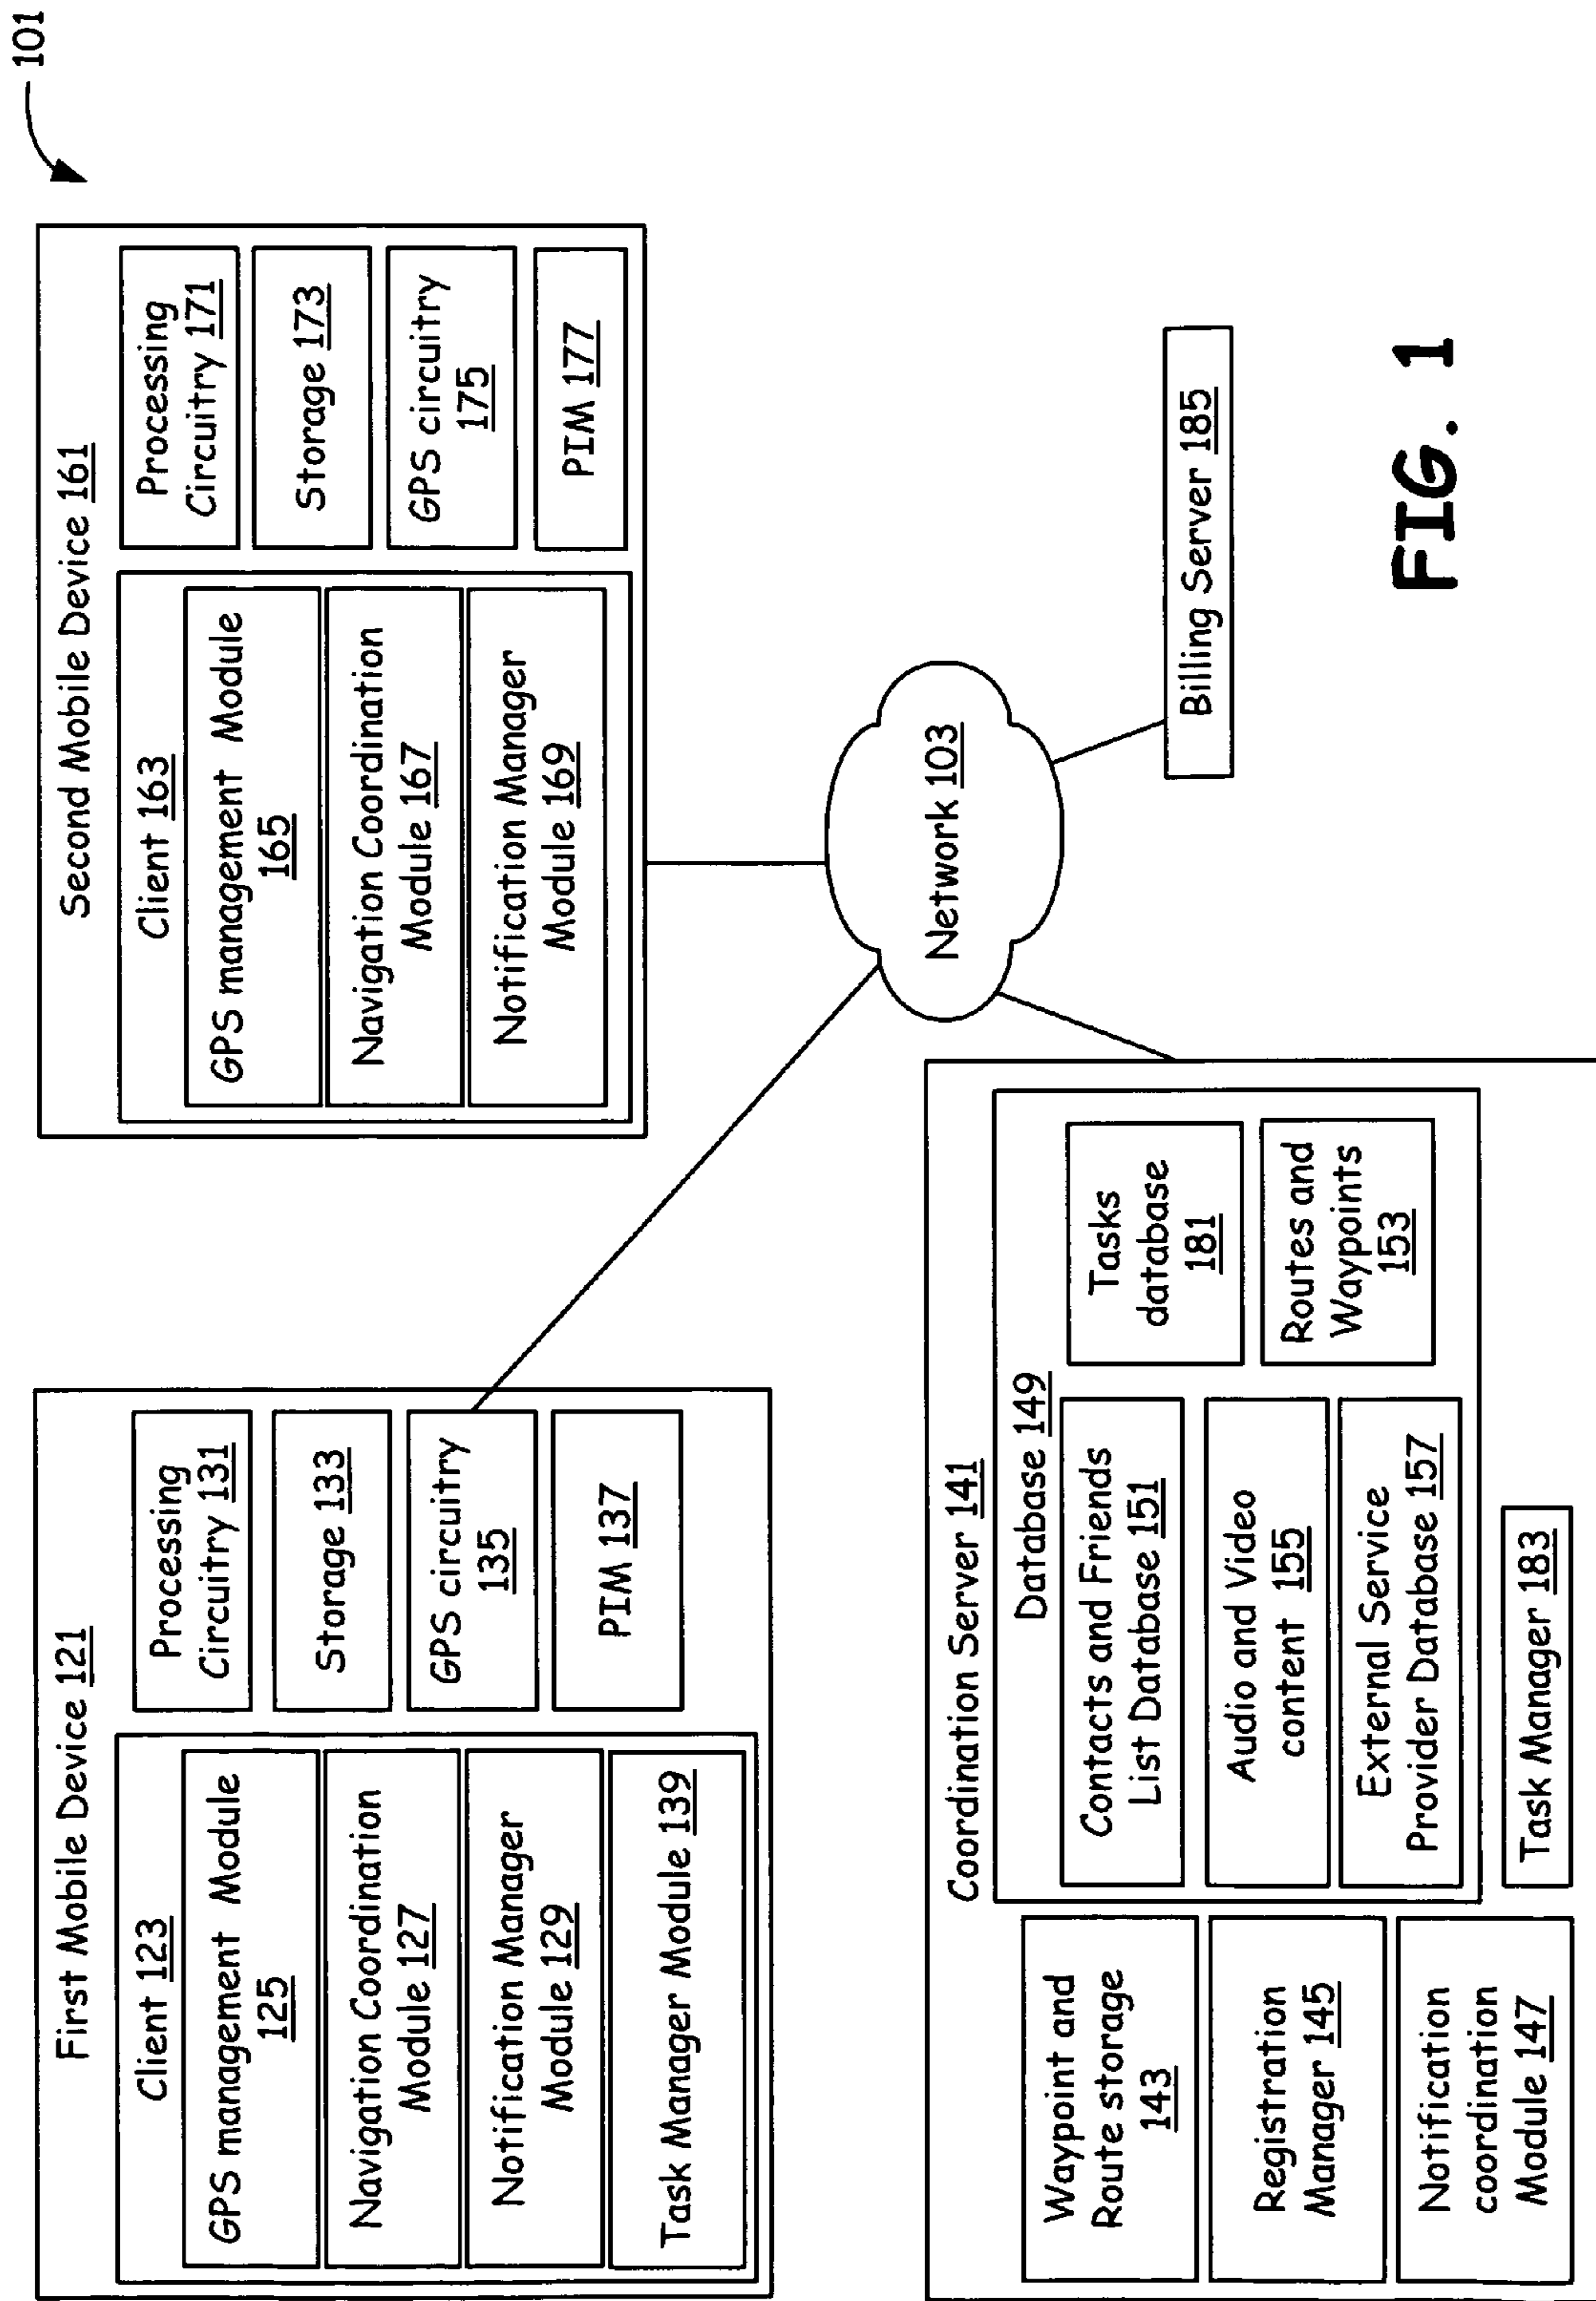 101
First Mobile Device 121
Client 123
GPS management Module
125
Navigation Coordination
Module 127
Notification Manager
Module 129
Task Manager Module 139
Processing
Circuitry 131
Storage 133
GPS circuitry
135
PIM 137
Second Mobile Device 161
Client 163
GPS management Module
165
Navigation Coordination
Module 167
Notification Manager
Module 169
Processing
Circuitry 171
Storage 173
GPS circuitry
175
PIM 177
Network 103
Coordination Server 141
Waypoint and
Route storage
143
Registration
Manager 145
Notification
coordination
Module 147
Database 149
Contacts and Friends
List Database 151
Audio and Video
content 155
External Service
Provider Database 157
Tasks
database
181
Routes and
Waypoints
153
Task Manager 183
Billing Server 185
FIG. 1